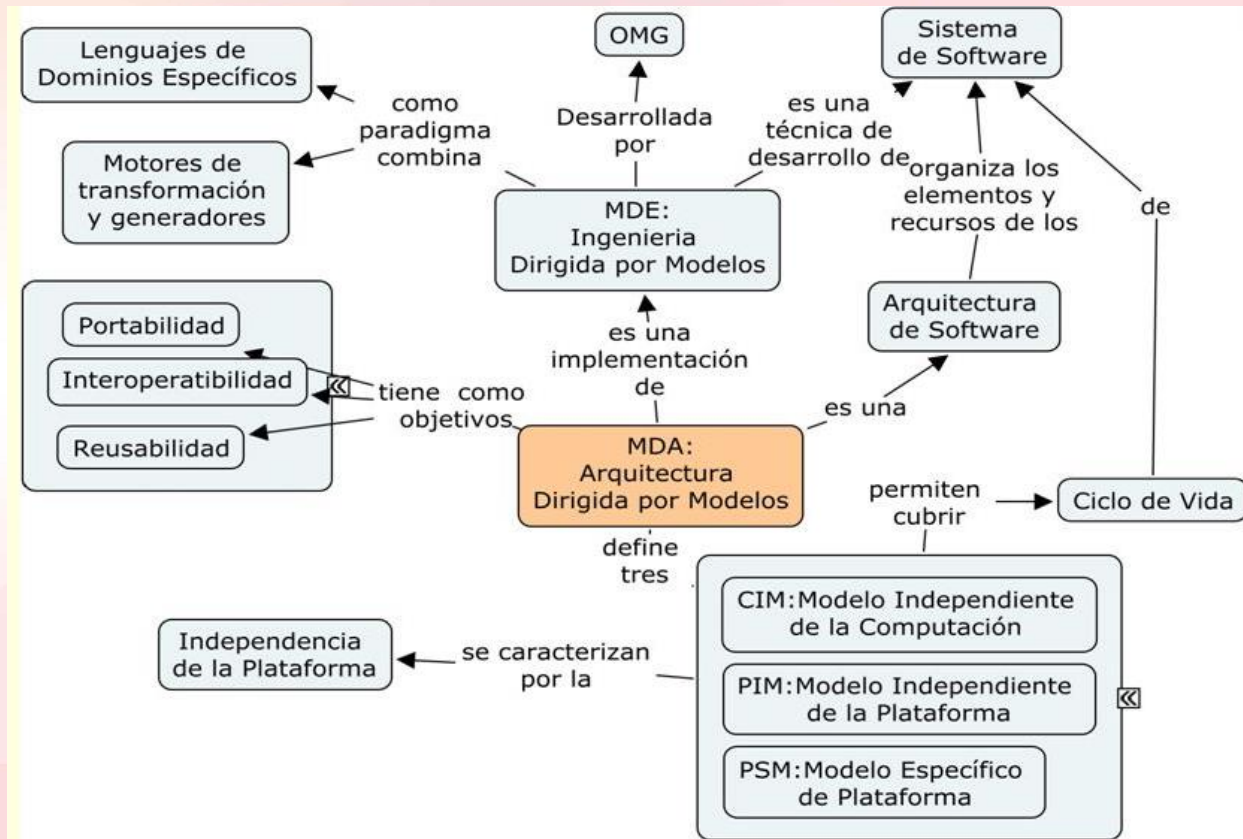 OMG
Sistema
de Software
Lenguajes de
Dominios Específicos
como
paradigma
combina
Desarrollada
por
es una
técnica de
desarrollo de
Motores de
transformación
y generadores
organiza los
elementos y
recursos de los
de
MDE:
Ingenieria
Dirigida por Modelos
Arquitectura
de Software
Portabilidad
Interoperatibilidad
Reusabilidad
es una
implementación
de
tiene como
objetivos
es una
MDA:
Arquitectura
Dirigida por Modelos
permiten
cubrir
Ciclo de Vida
define
tres
CIM:Modelo Independiente
de la Computación
PIM:Modelo Independiente
de la Plataforma
PSM:Modelo Específico
de Plataforma
se caracterizan
por la
Independencia
de la Plataforma